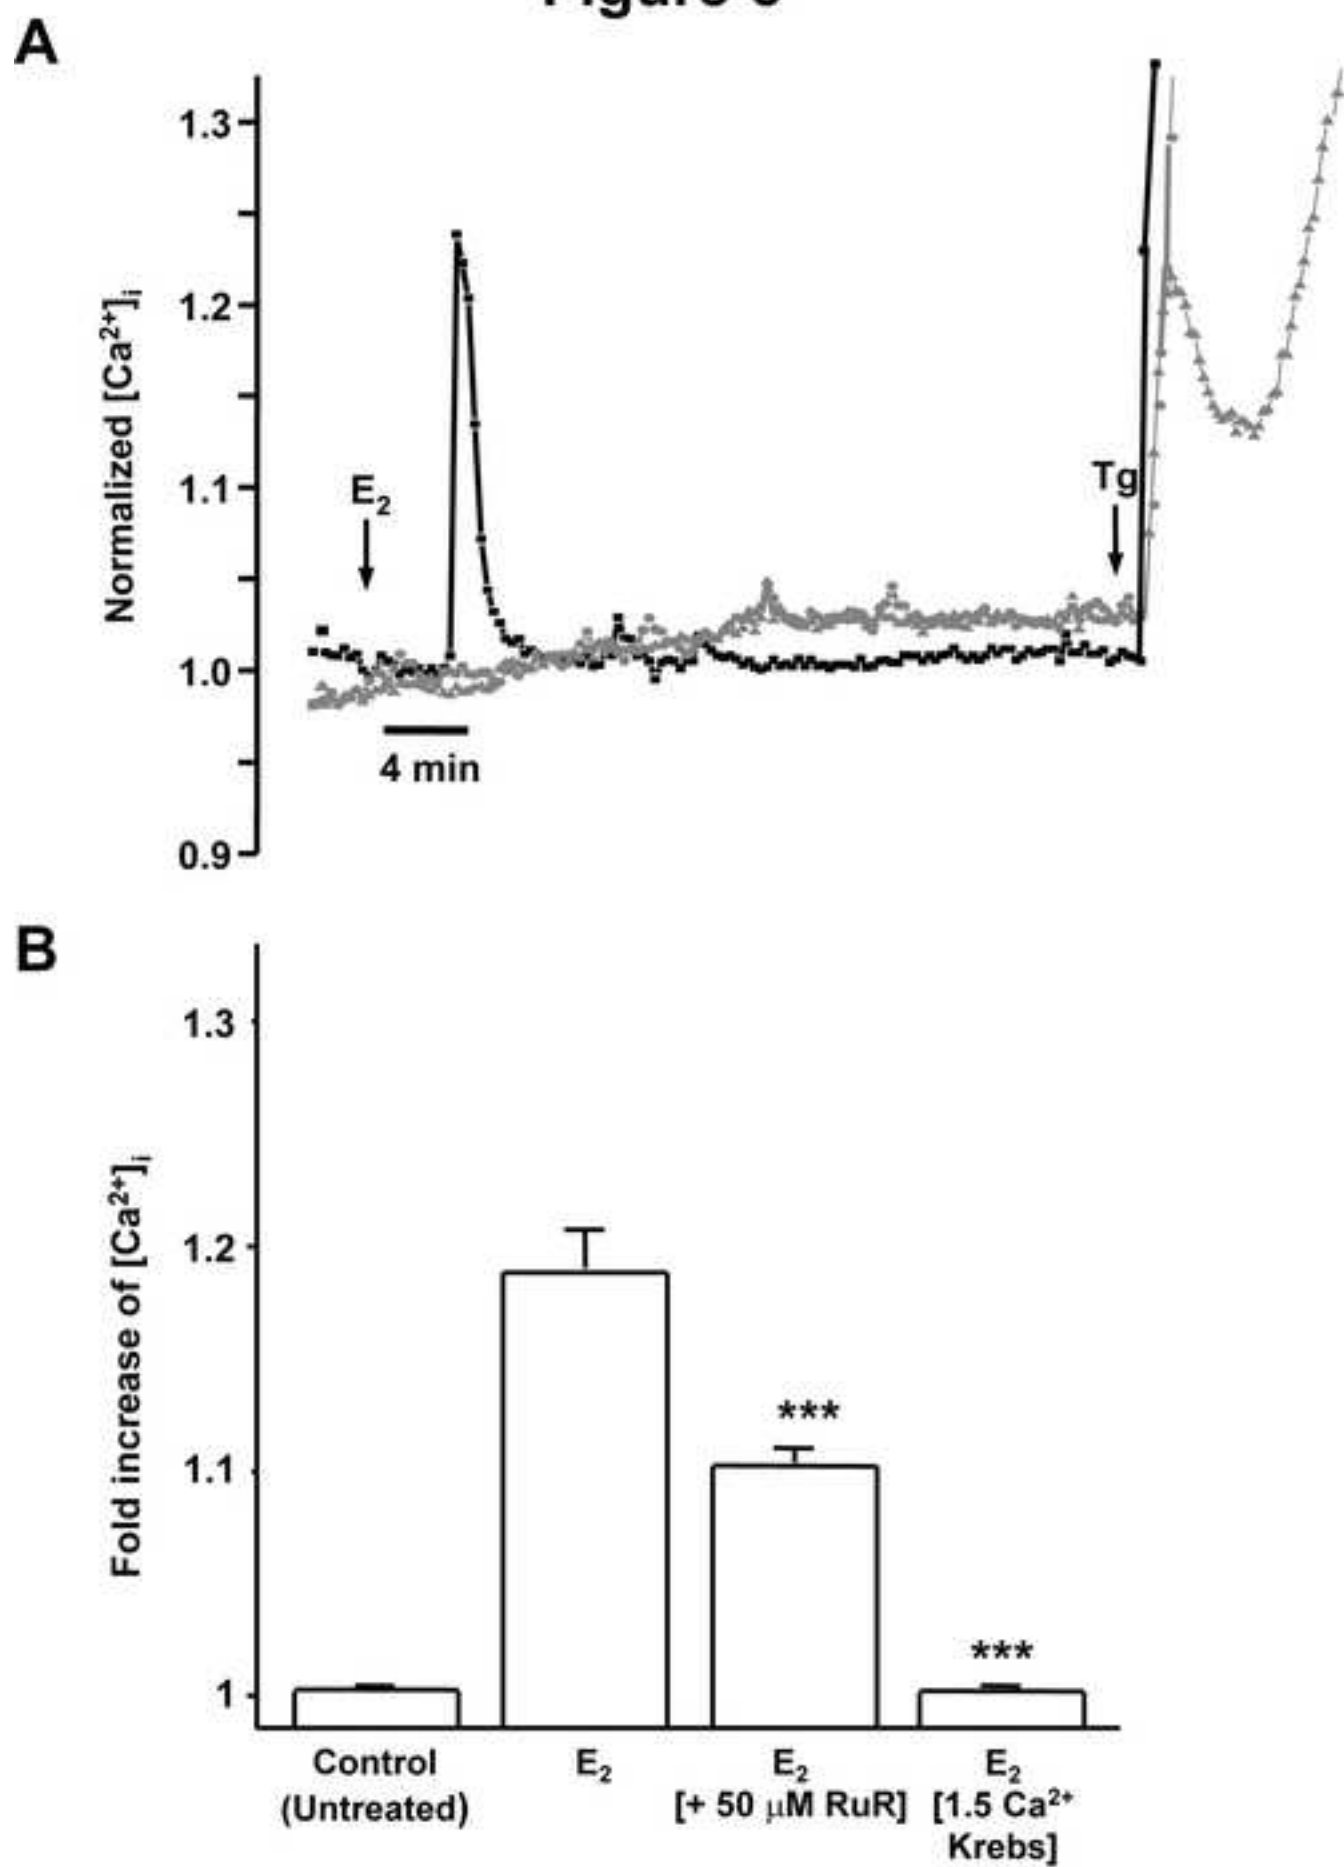 A
1.3
1.2
1.1
1.0
0.9
Normalized [Ca²⁺]ᵢ
E₂
Tg
4 min
B
1.3
1.2
1.1
1
Fold increase of [Ca²⁺]ᵢ
***
***
Control
(Untreated)
E₂
E₂
[+ 50 μM RuR]
E₂
[1.5 Ca²⁺
Krebs]